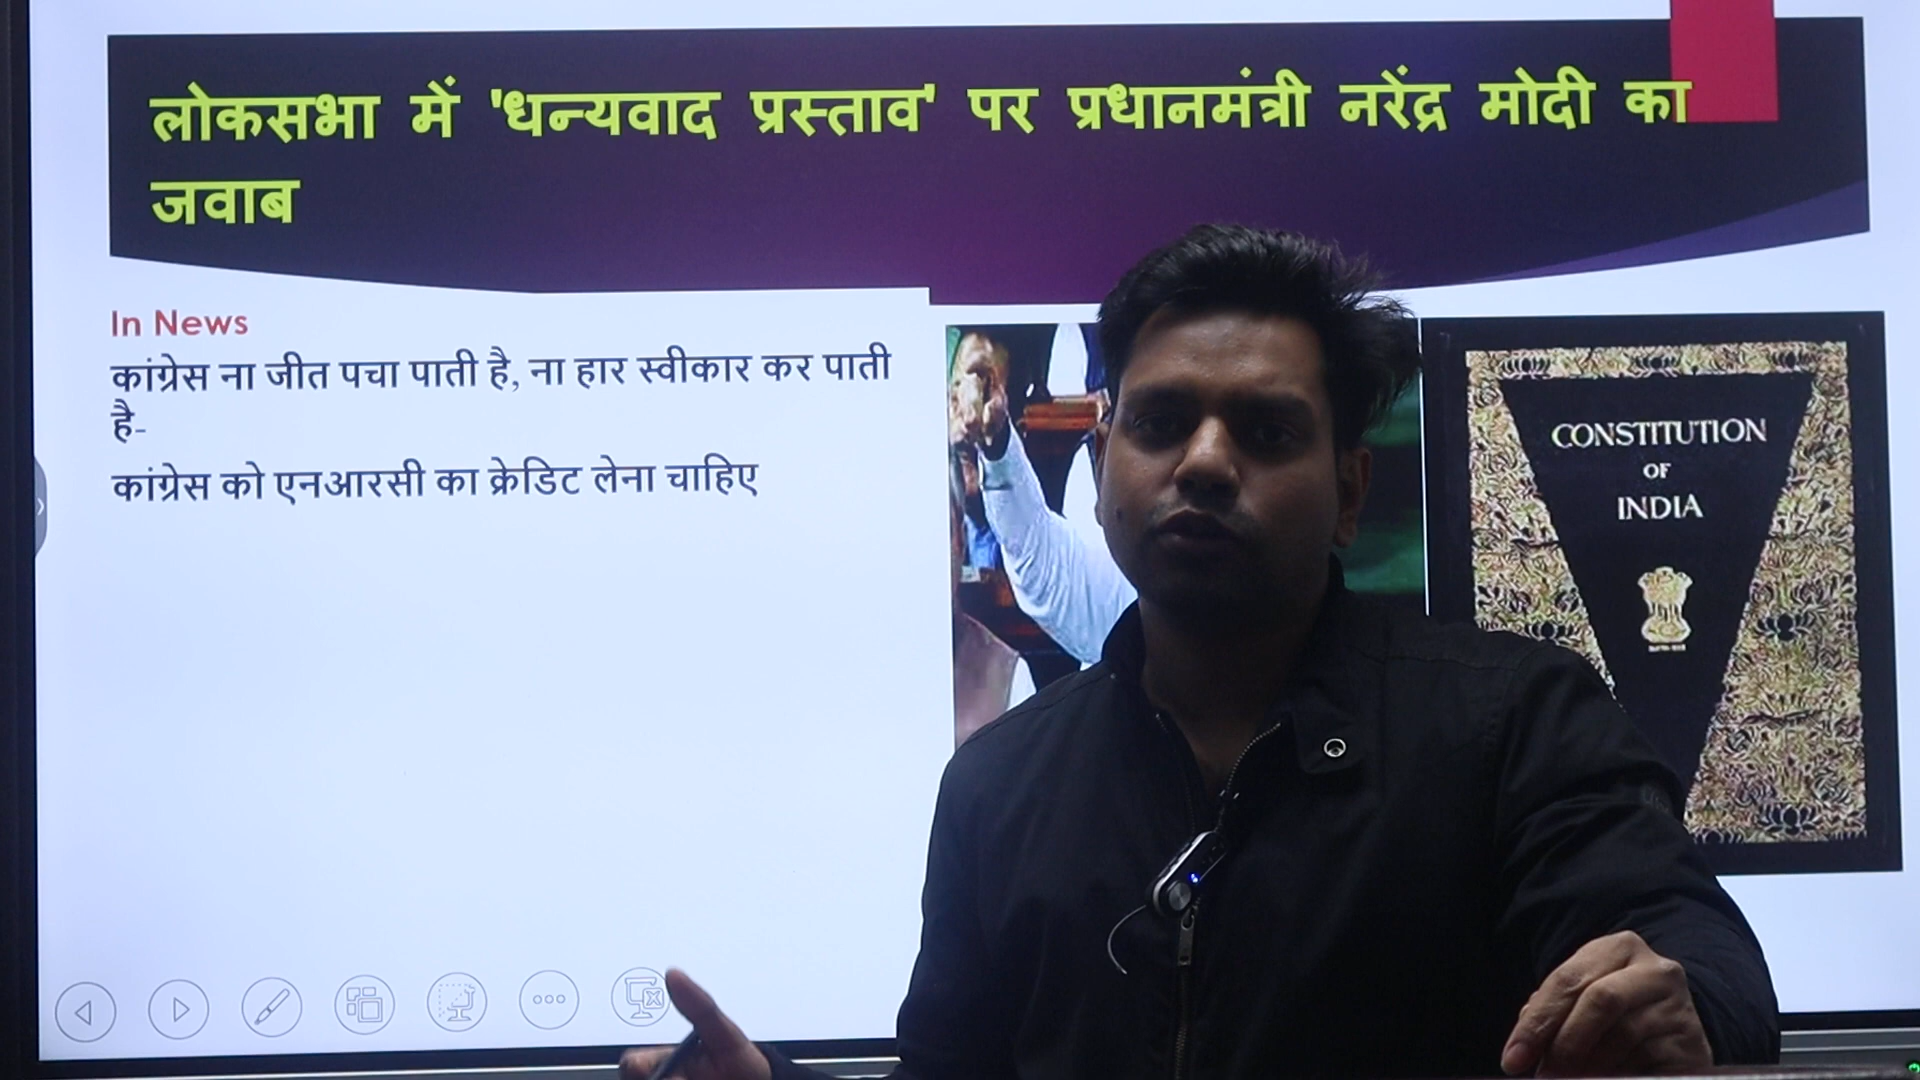 लोकसभा में 'धन्यवाद प्रस्ताव' पर प्रधानमंत्री नरेंद्र मोदी का
जवाब
In News
कांग्रेस ना जीत पचा पाती है, ना हार स्वीकार कर पाती
है-
कांग्रेस को एनआरसी का क्रेडिट लेना चाहिए
CONSTITUTION
OF
INDIA